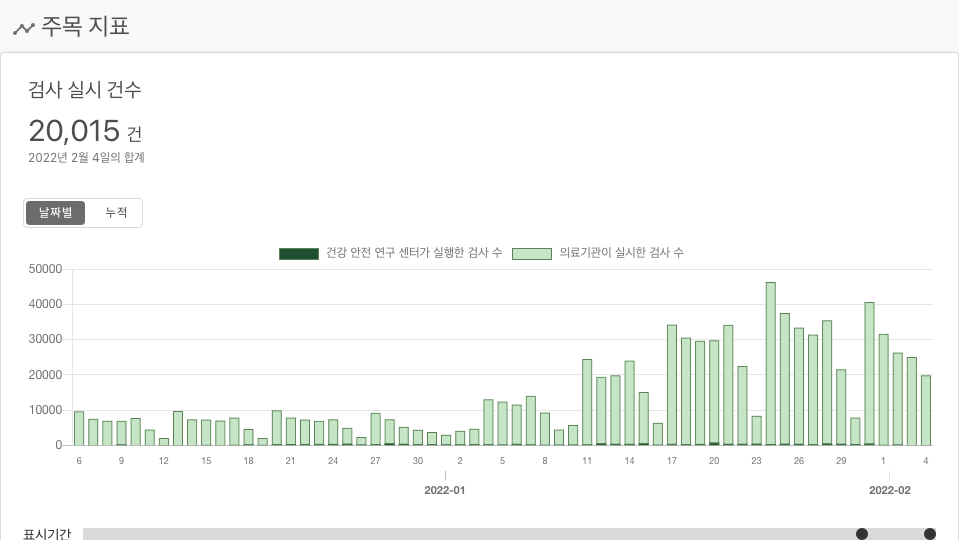 주목 지표
검사 실시 건수
20,015 건
2022년 2월 4일의 합계
날짜별 누적
건강 안전 연구 센터가 실행한 검사 수 의료기관이 실시한 검사 수
50000
40000
30000
20000
10000
0
6 9 12 15 18 21 24 27 30 2 5 8 11 14 17 20 23 26 29 1 4
2022-01 2022-02
표시기간